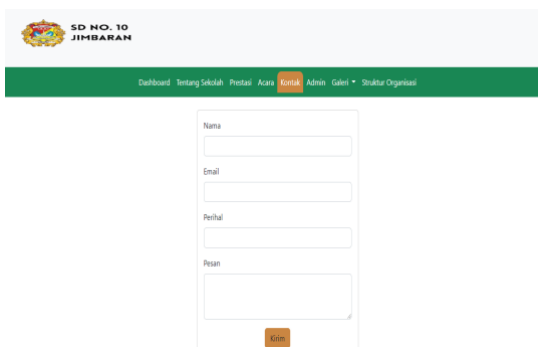 SD NO. 10
JIMBARAN
Dashboard Tentang Sekolah Prestasi Acara Kontak Admin Galeri Struktur Organisasi
Nama
Email
Perihal
Pesan
Kirim